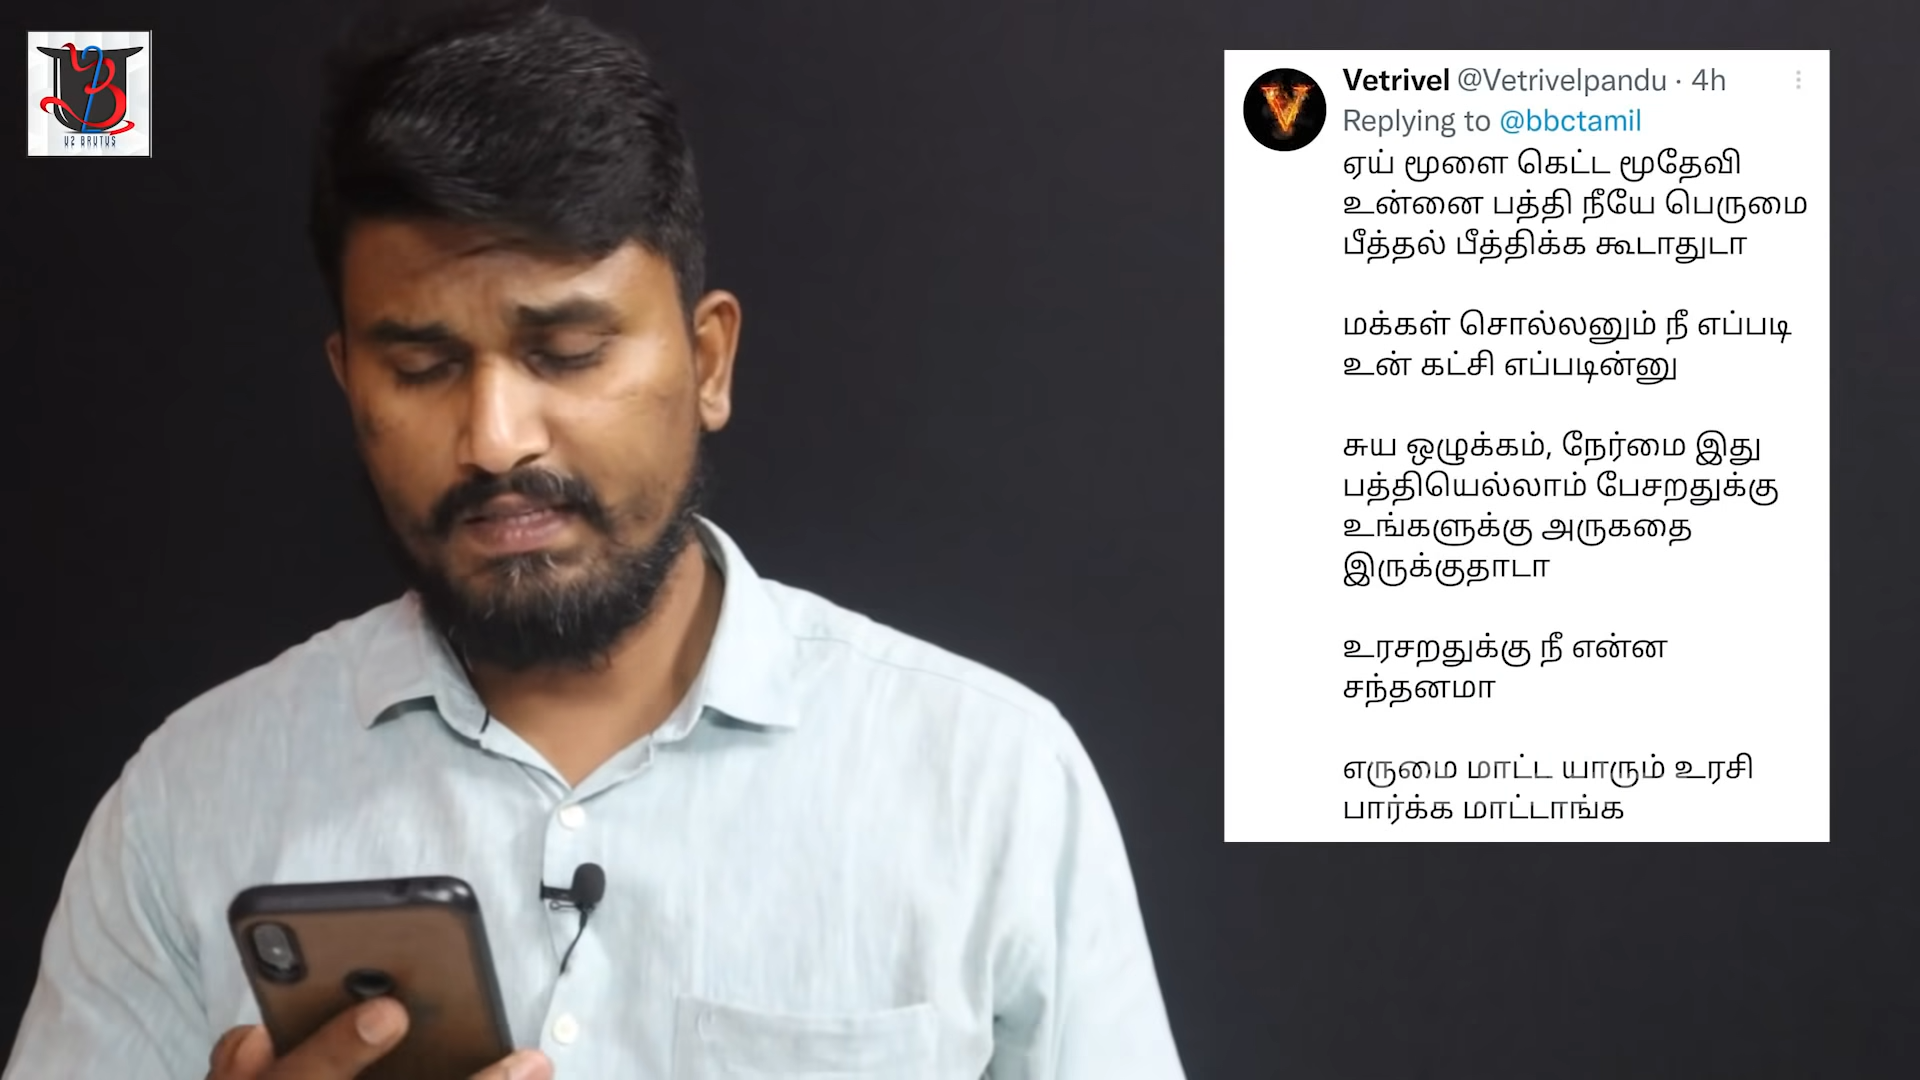 U2 BRUTUS
Vetrivel @Vetrivelpandu · 4h
Replying to @bbctamil
ஏய் மூளை கெட்ட மூதேவி
உன்னை பத்தி நீயே பெருமை
பீத்தல் பீத்திக்க கூடாதுடா
மக்கள் சொல்லனும் நீ எப்படி
உன் கட்சி எப்படின்னு
சுய ஒழுக்கம், நேர்மை இது
பத்தியெல்லாம் பேசறதுக்கு
உங்களுக்கு அருகதை
இருக்குதாடா
உரசறதுக்கு நீ என்ன
சந்தனமா
எருமை மாட்ட யாரும் உரசி
பார்க்க மாட்டாங்க